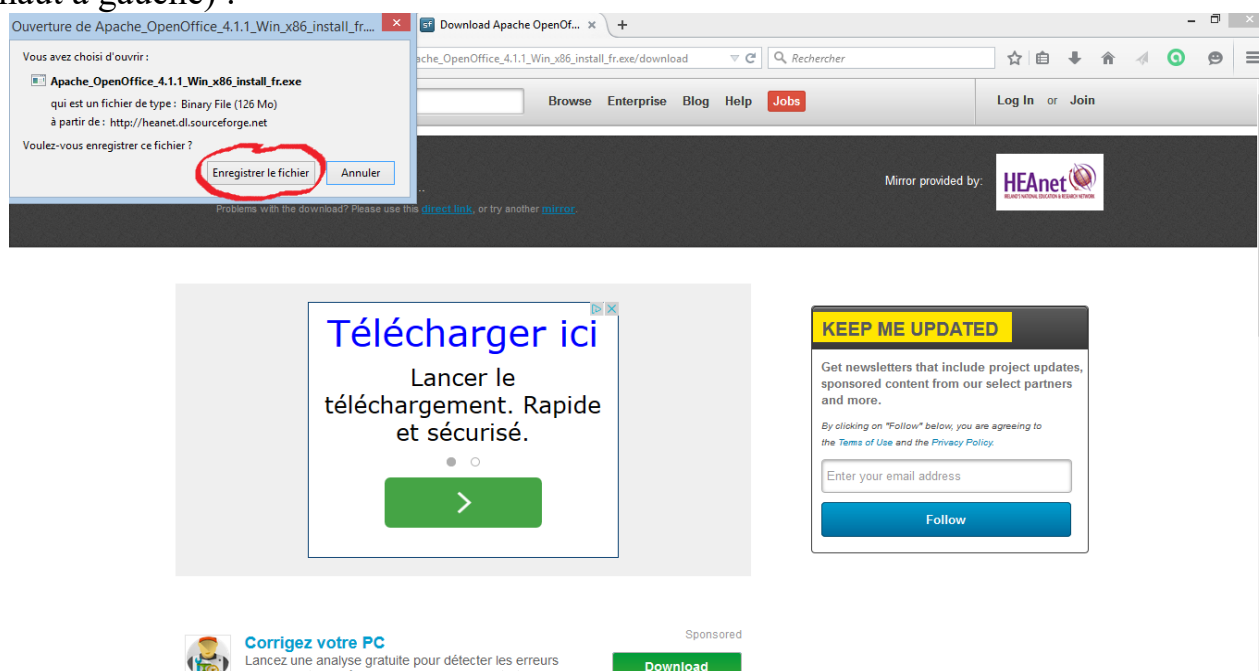 haut à gauche) :
Ouverture de Apache_OpenOffice_4.1.1_Win_x86_install_fr....
Vous avez choisi d'ouvrir :
Apache_OpenOffice_4.1.1_Win_x86_install_fr.exe
qui est un fichier de type : Binary File (126 Mo)
à partir de : http://heanet.dl.sourceforge.net
Voulez-vous enregistrer ce fichier ?
Enregistrer le fichier Annuler
sf Download Apache OpenOf...
ache_OpenOffice_4.1.1_Win_x86_install_fr.exe/download
Rechercher
Browse Enterprise Blog Help Jobs
Log In or Join
Mirror provided by:
HEAnet
Problems with the download? Please use this direct link, or try another mirror.
Télécharger ici
Lancer le
téléchargement. Rapide
et sécurisé.
KEEP ME UPDATED
Get newsletters that include project updates,
sponsored content from our select partners
and more.
By clicking on "Follow" below, you are agreeing to
the Terms of Use and the Privacy Policy.
Enter your email address
Follow
Sponsored
Corrigez votre PC
Lancez une analyse gratuite pour détecter les erreurs
Download